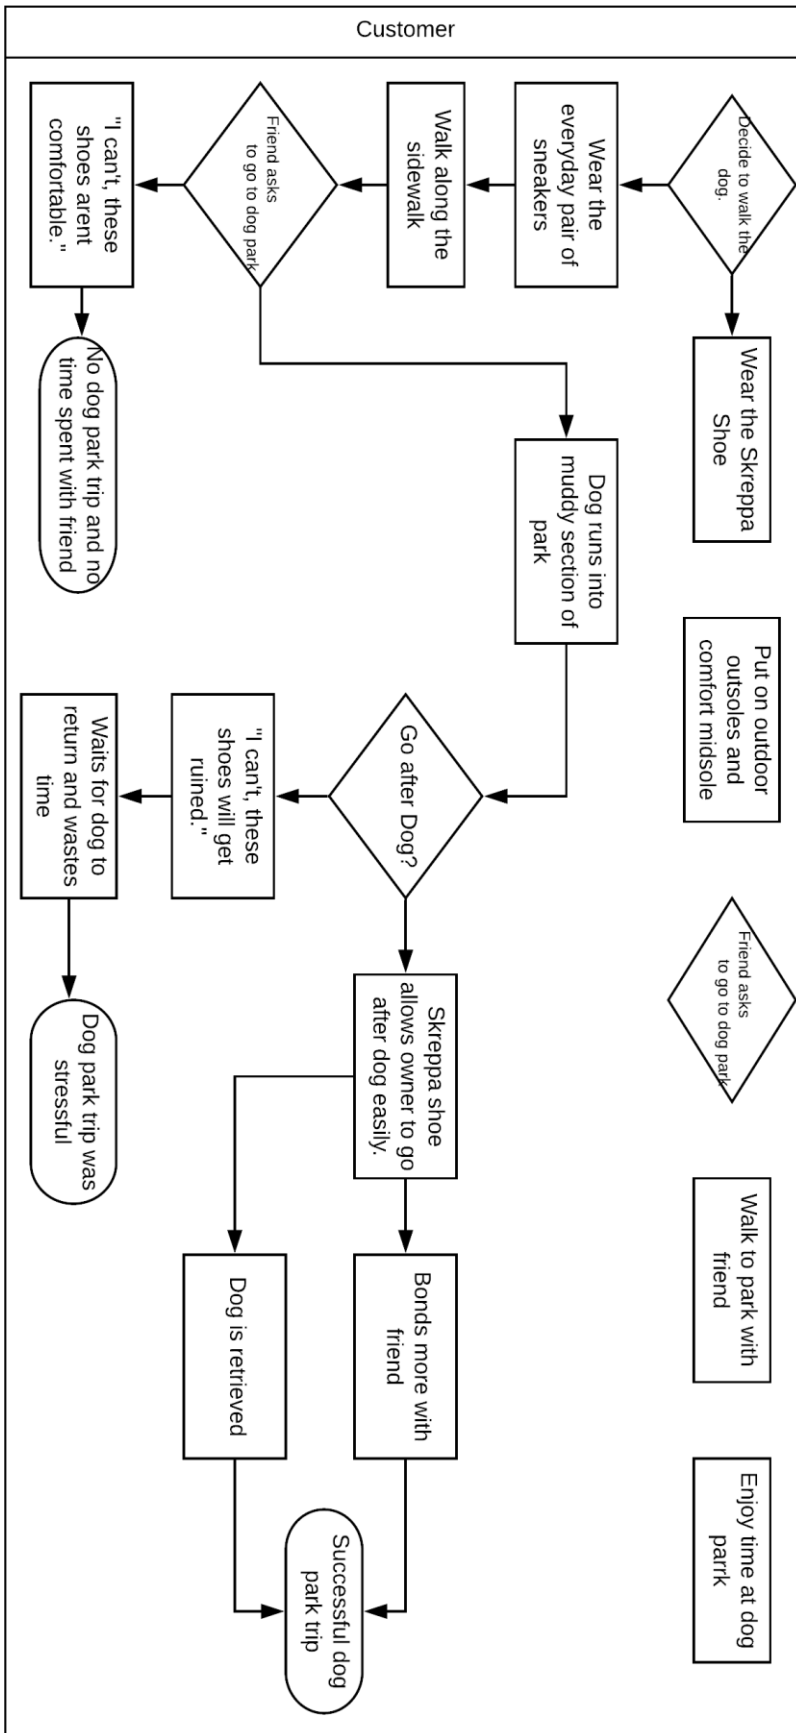 Customer
Decide to walk the
dog.
Wear the Skreppa
Shoe
Put on outdoor
outsoles and
comfort midsole
Friend asks
to go to dog park
Walk to park with
friend
Enjoy time at dog
parrk
Wear the
everyday pair of
sneakers
Walk along the
sidewalk
Friend asks
to go to dog park
"I can't, these
shoes arent
comfortable."
No dog park trip and no
time spent with friend
Dog runs into
muddy section of
park
Go after Dog?
"I can't, these
shoes will get
ruined."
Waits for dog to
return and wastes
time
Dog park trip was
stressful
Skreppa shoe
allows owner to go
after dog easily.
Bonds more with
friend
Dog is retrieved
Successful dog
park trip